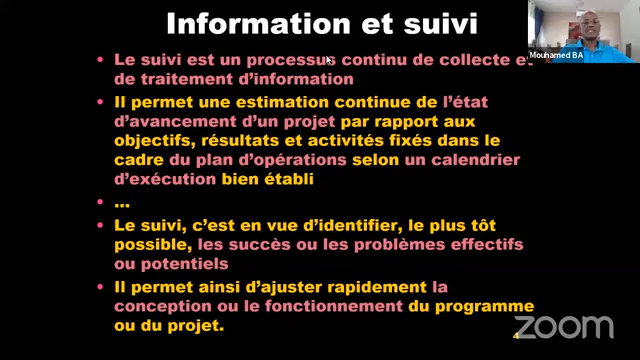 Information et suivi
Mouhamed BA
• Le suivi est un processus continu de collecte et
de traitement d'information
• Il permet une estimation continue de l'état
d'avancement d'un projet par rapport aux
objectifs, résultats et activités fixés dans le
cadre du plan d'opérations selon un calendrier
d'exécution bien établi
• ...
• Le suivi, c'est en vue d'identifier, le plus tôt
possible, les succès ou les problèmes effectifs
ou potentiels
• Il permet ainsi d'ajuster rapidement la
conception ou le fonctionnement du programme
ou du projet.
4
zoom